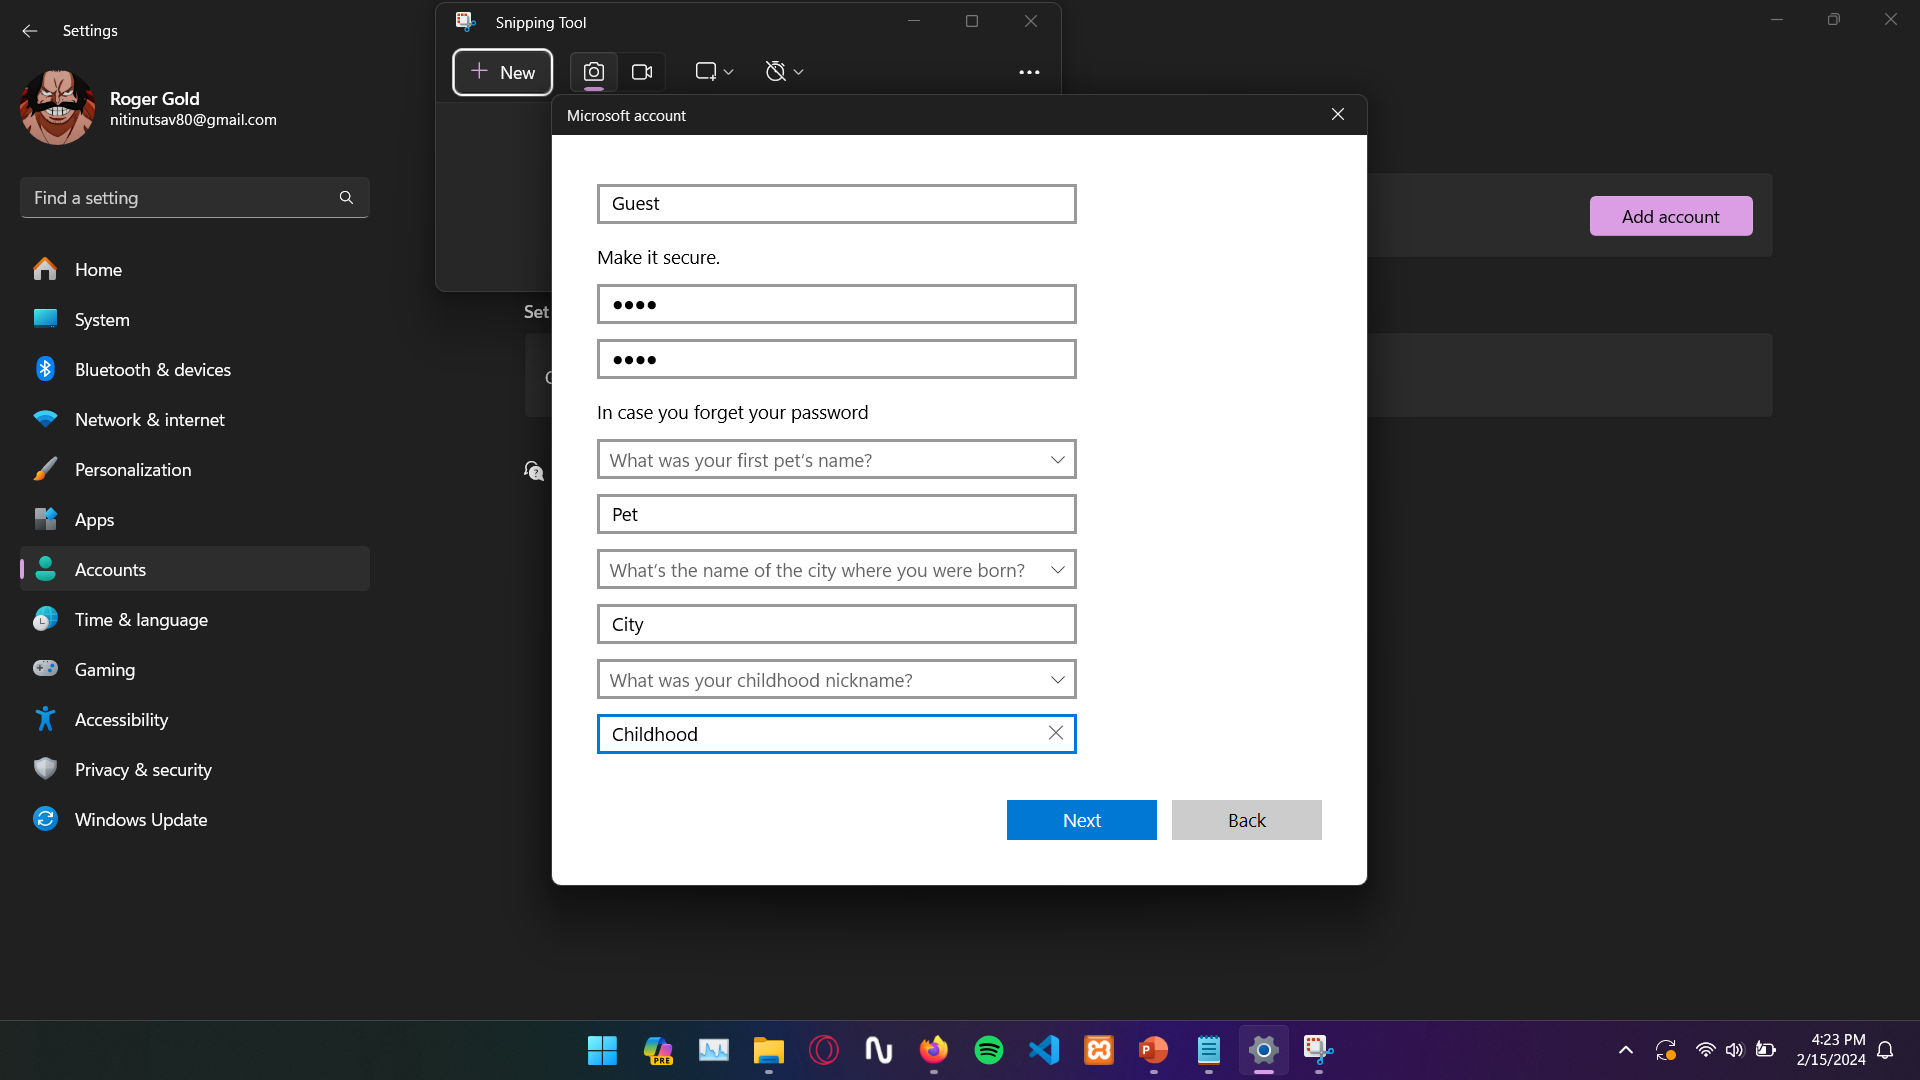 Settings
Roger Gold
nitinutsav80@gmail.com
Find a setting
Home
System
Bluetooth & devices
Network & internet
Personalization
Apps
Accounts
Time & language
Gaming
Accessibility
Privacy & security
Windows Update
Snipping Tool
New
Add account
Set
Microsoft account
Guest
Make it secure.
In case you forget your password
What was your first pet's name?
Pet
What's the name of the city where you were born?
City
What was your childhood nickname?
Childhood
Next
Back
PRE
4:23 PM
2/15/2024